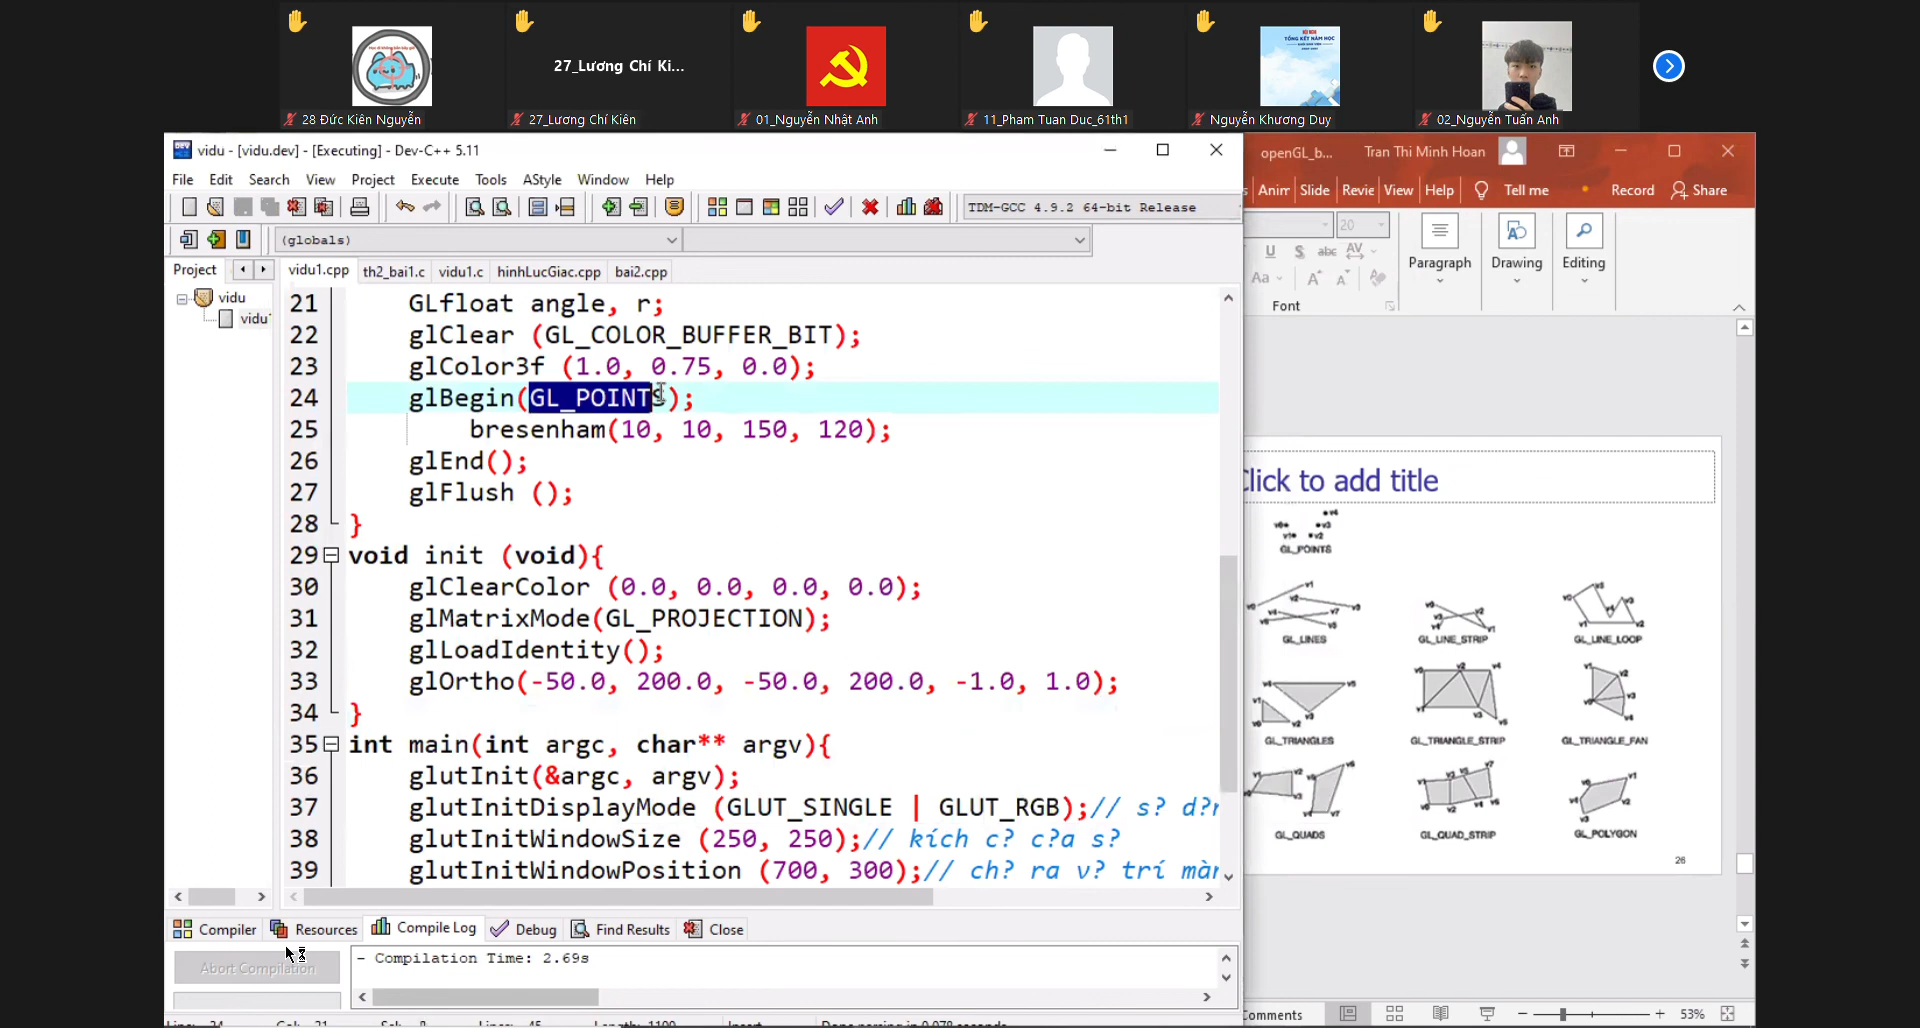 27_Lương Chí Ki...
28 Đức Kiên Nguyễn
27_Lương Chí Kiên
01_Nguyễn Nhật Anh
11_Pham Tuan Duc_61th1
Nguyễn Khương Duy
02_Nguyễn Tuấn Anh
TỔNG KẾT NĂM HỌC
vidu - [vidu.dev] - [Executing] - Dev-C++ 5.11
File Edit Search View Project Execute Tools AStyle Window Help
TDM-GCC 4.9.2 64-bit Release
(globals)
Project
vidu1.cpp th2_bai1.c vidu1.c hinhLucGiac.cpp bai2.cpp
vidu
vidu1
21 GLfloat angle, r;
22 glClear (GL_COLOR_BUFFER_BIT);
23 glColor3f (1.0, 0.75, 0.0);
24 glBegin(GL_POINTS);
25 bresenham(10, 10, 150, 120);
26 glEnd();
27 glFlush ();
28 }
29 void init (void){
30 glClearColor (0.0, 0.0, 0.0, 0.0);
31 glMatrixMode(GL_PROJECTION);
32 glLoadIdentity();
33 glOrtho(-50.0, 200.0, -50.0, 200.0, -1.0, 1.0);
34 }
35 int main(int argc, char** argv){
36 glutInit(&argc, argv);
37 glutInitDisplayMode (GLUT_SINGLE | GLUT_RGB);// s? d?n
38 glutInitWindowSize (250, 250);// kích c? c?a s?
39 glutInitWindowPosition (700, 300);// ch? ra v? trí màn
Compiler Resources Compile Log Debug Find Results Close
Abort Compilation
- Compilation Time: 2.69s
openGL_b... Tran Thi Minh Hoan
s Anim Slide Revie View Help Tell me Record Share
20
Paragraph Drawing Editing
Aa
Font
Click to add title
GL_POINTS
GL_LINES GL_LINE_STRIP GL_LINE_LOOP
GL_TRIANGLES GL_TRIANGLE_STRIP GL_TRIANGLE_FAN
GL_QUADS GL_QUAD_STRIP GL_POLYGON
26
omments 53%